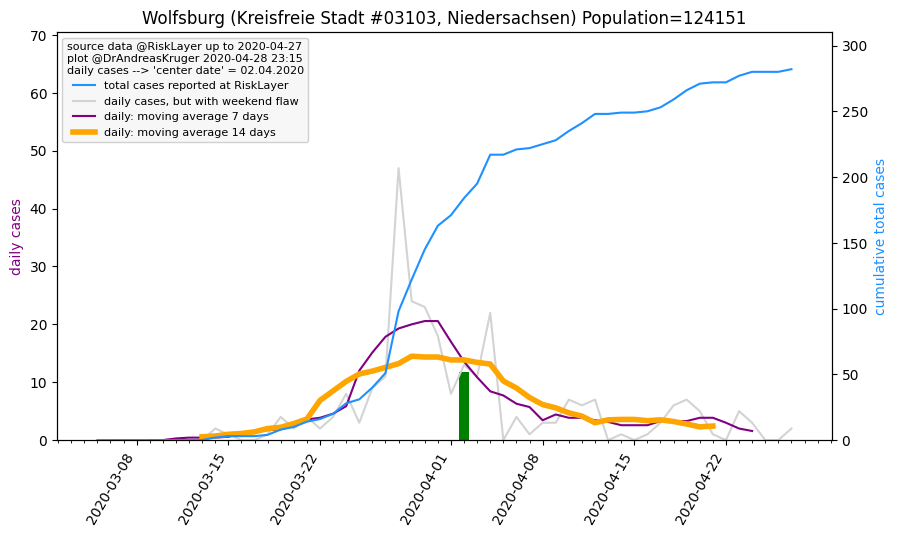 Wolfsburg (Kreisfreie Stadt #03103, Niedersachsen) Population=124151
source data @RiskLayer up to 2020-04-27
plot @DrAndreasKruger 2020-04-28 23:15
daily cases --> 'center date' = 02.04.2020
total cases reported at RiskLayer
daily cases, but with weekend flaw
daily: moving average 7 days
daily: moving average 14 days
daily cases
70
60
50
40
30
20
10
0
cumulative total cases
300
250
200
150
100
50
0
2020-03-08
2020-03-15
2020-03-22
2020-04-01
2020-04-08
2020-04-15
2020-04-22